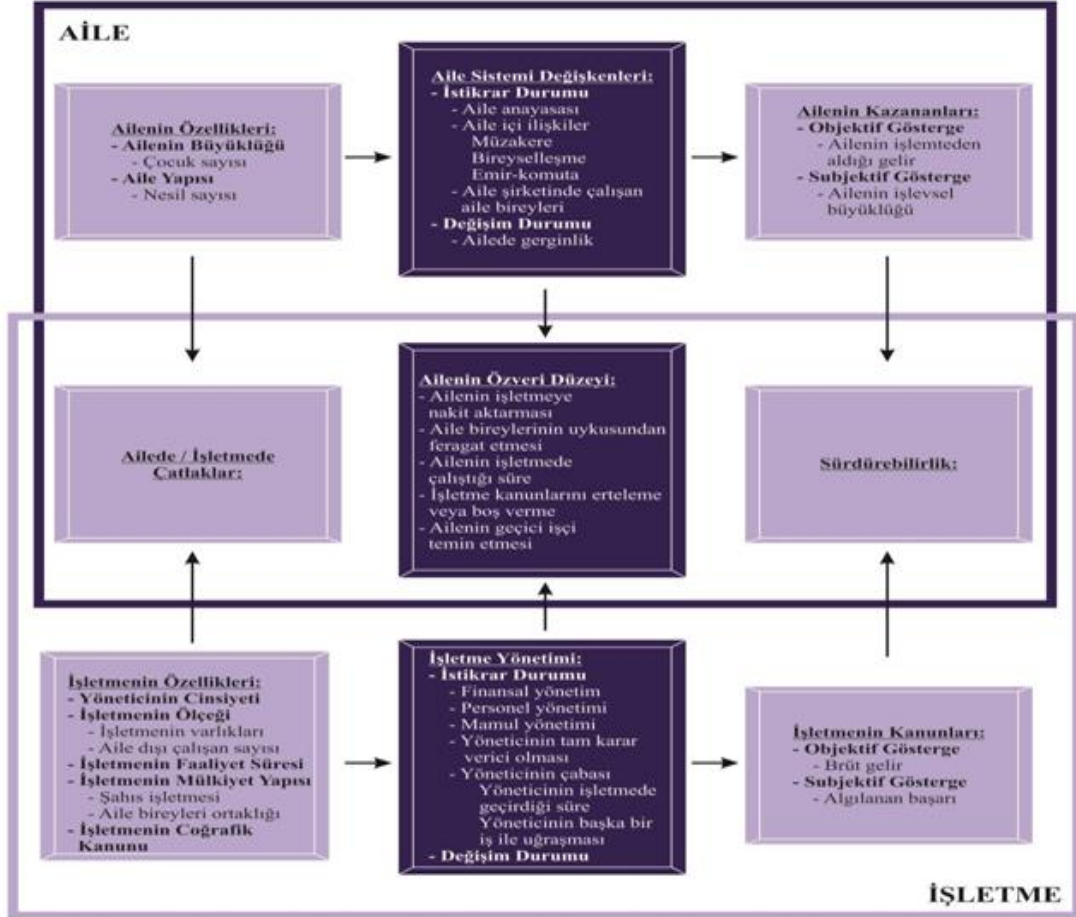 AİLE
Ailenin Özellikleri:
- Ailenin Büyüklüğü
- Çocuk sayısı
- Aile Yapısı
- Nesil sayısı
Aile Sistemi Değişkenleri:
- İstikrar Durumu
- Aile anayasası
- Aile içi ilişkiler
Müzakere
Bireyselleşme
Emir-komuta
- Aile şirketinde çalışan
aile bireyleri
- Değişim Durumu
- Ailede gerginlik
Ailenin Kazananları:
- Objektif Gösterge
- Ailenin işlemteden
aldığı gelir
- Subjektif Gösterge
- Ailenin işlevsel
büyüklüğü
Ailede / İşletmede
Çatlaklar:
Ailenin Özveri Düzeyi:
- Ailenin işletmeye
nakit aktarması
- Aile bireylerinin uykusundan
feragat etmesi
- Ailenin işletmede
çalıştığı süre
- İşletme kanunlarını erteleme
veya boş verme
- Ailenin geçici işçi
temin etmesi
Sürdürebilirlik:
İşletmenin Özellikleri:
- Yöneticinin Cinsiyeti
- İşletmenin Ölçeği
- İşletmenin varlıkları
- Aile dışı çalışan sayısı
- İşletmenin Faaliyet Süresi
- İşletmenin Mülkiyet Yapısı
- Şahıs işletmesi
- Aile bireyleri ortaklığı
- İşletmenin Coğrafik
Kanunu
İşletme Yönetimi:
- İstikrar Durumu
- Finansal yönetim
- Personel yönetimi
- Mamul yönetimi
- Yöneticinin tam karar
verici olması
- Yöneticinin çabası
Yöneticinin işletmede
geçirdiği süre
Yöneticinin başka bir
iş ile uğraşması
- Değişim Durumu
İşletmenin Kanunları:
- Objektif Gösterge
- Brüt gelir
- Subjektif Gösterge
- Algılanan başarı
İŞLETME